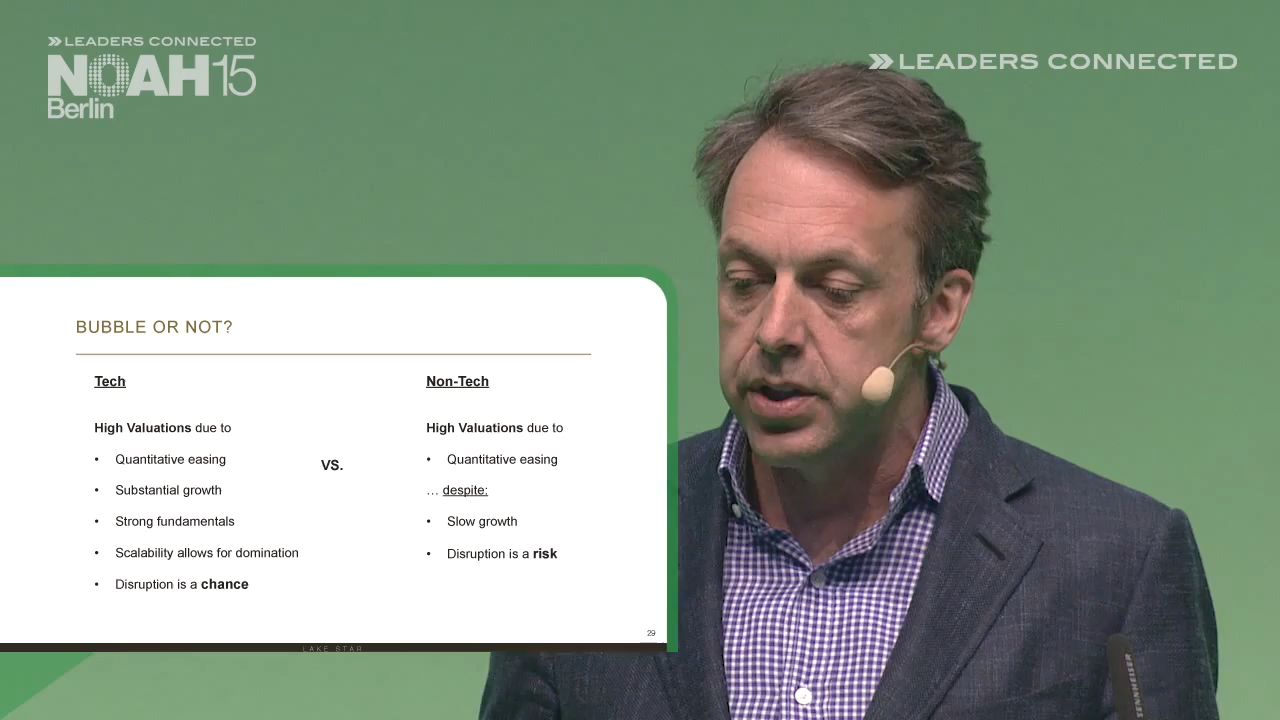 LEADERS CONNECTED
NOAH15
Berlin
LEADERS CONNECTED
BUBBLE OR NOT?
Tech
High Valuations due to
• Quantitative easing
• Substantial growth
• Strong fundamentals
• Scalability allows for domination
• Disruption is a chance
VS.
Non-Tech
High Valuations due to
• Quantitative easing
… despite:
• Slow growth
• Disruption is a risk
29
LAKE STAR
SENNHEISER